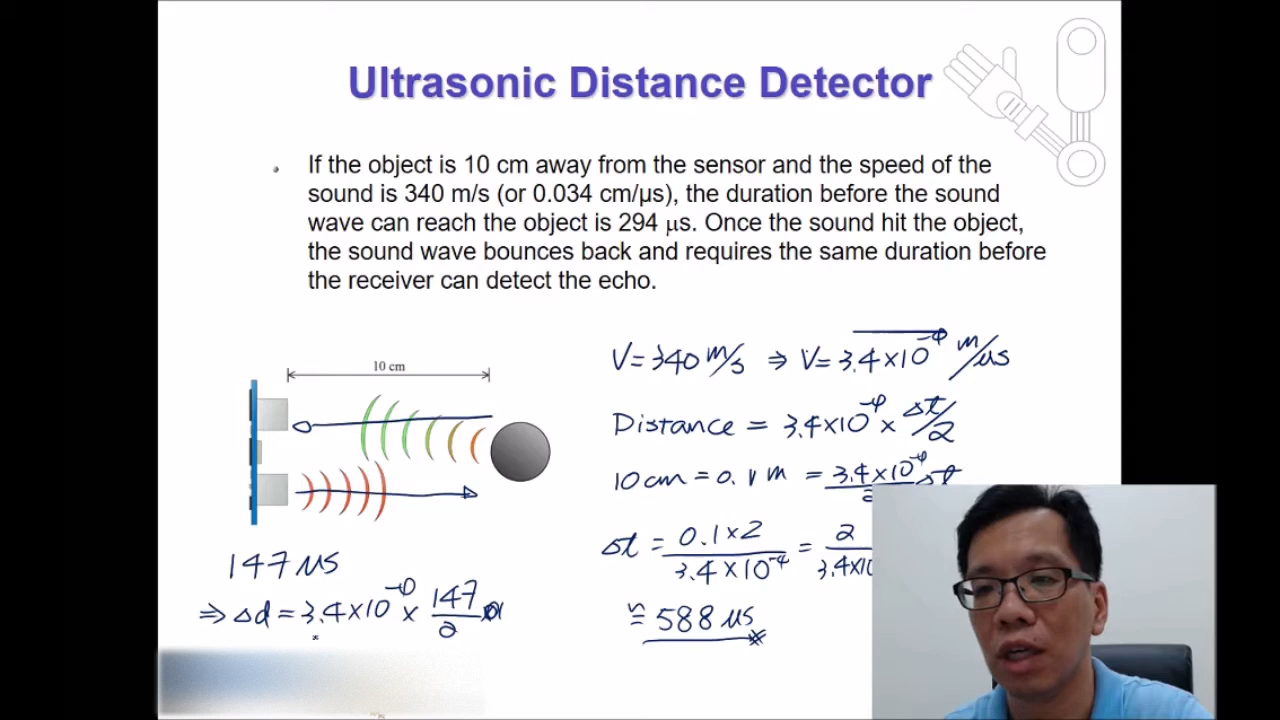 Ultrasonic Distance Detector
If the object is 10 cm away from the sensor and the speed of the
sound is 340 m/s (or 0.034 cm/µs), the duration before the sound
wave can reach the object is 294 µs. Once the sound hit the object,
the sound wave bounces back and requires the same duration before
the receiver can detect the echo.
10 cm
V=340 m/s ⇒ V=3.4×10⁻⁴ m/µs
Distance = 3.4×10⁻⁴ × Δt/2
10cm = 0.1 m = 3.4×10⁻⁴/2 Δt
Δt = 0.1×2/3.4×10⁻⁴ = 2/3.4×10
≈ 588 µs
147 µs
⇒ Δd = 3.4×10⁻⁴ × 147/2